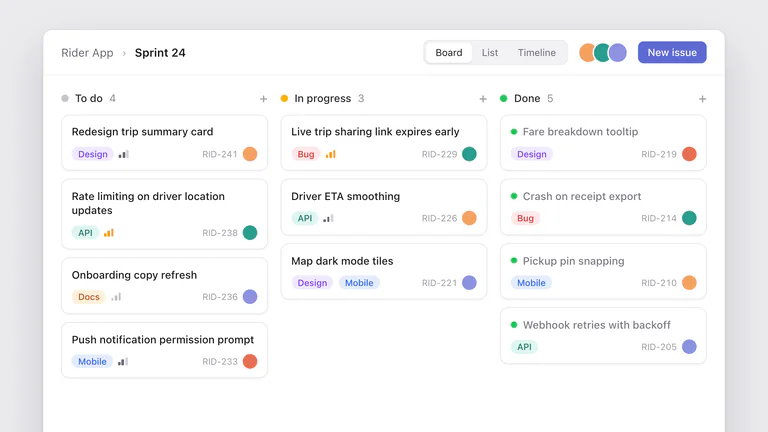 Rider App › Sprint 24
Board List Timeline
New issue
To do 4 +
Redesign trip summary card
Design RID-241
Rate limiting on driver location
updates
API RID-238
Onboarding copy refresh
Docs RID-236
Push notification permission prompt
Mobile RID-233
In progress 3 +
Live trip sharing link expires early
Bug RID-229
Driver ETA smoothing
API RID-226
Map dark mode tiles
Design Mobile RID-221
Done 5 +
Fare breakdown tooltip
Design RID-219
Crash on receipt export
Bug RID-214
Pickup pin snapping
Mobile RID-210
Webhook retries with backoff
API RID-205